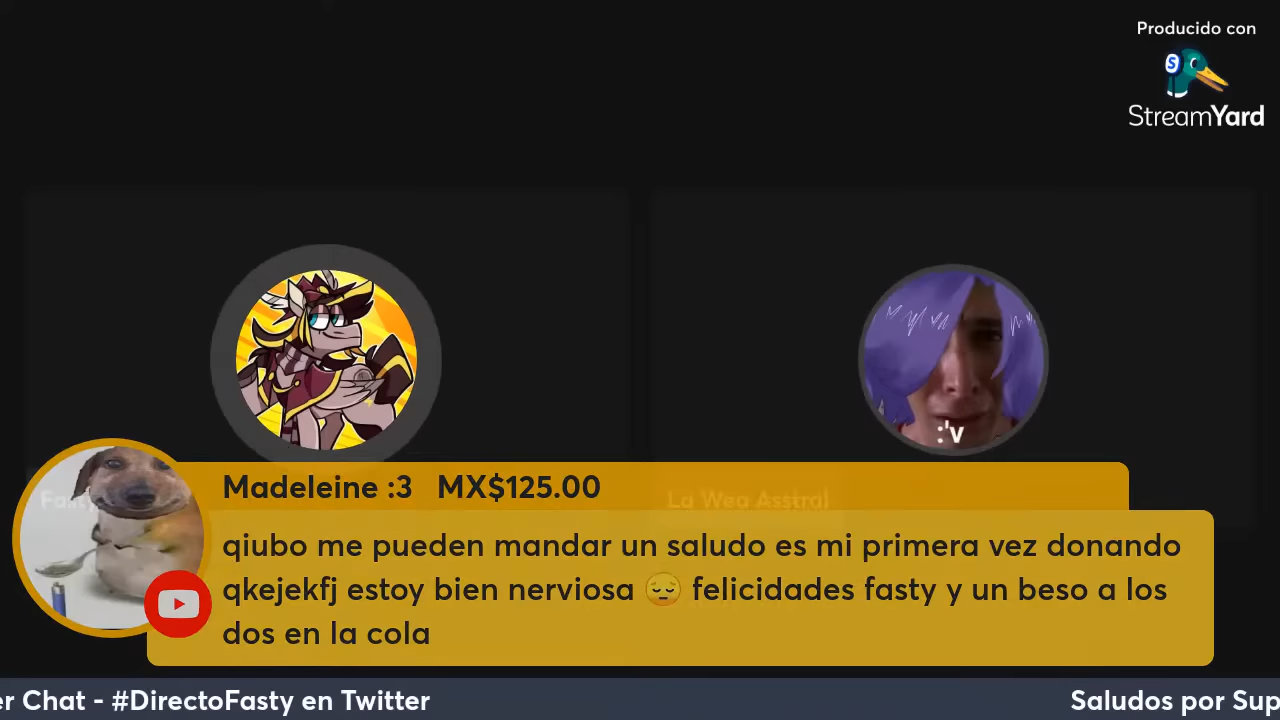 Producido con
StreamYard
:'v
Madeleine :3 MX$125.00
La Wea Asstral
qiubo me pueden mandar un saludo es mi primera vez donando
qkejekfj estoy bien nerviosa 😔 felicidades fasty y un beso a los
dos en la cola
er Chat - #DirectoFasty en Twitter
Saludos por Sup